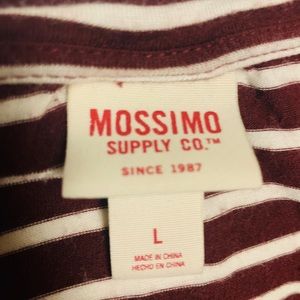 MOSSIMO
SUPPLY CO.™
SINCE 1987
L
MADE IN CHINA
HECHO EN CHINA